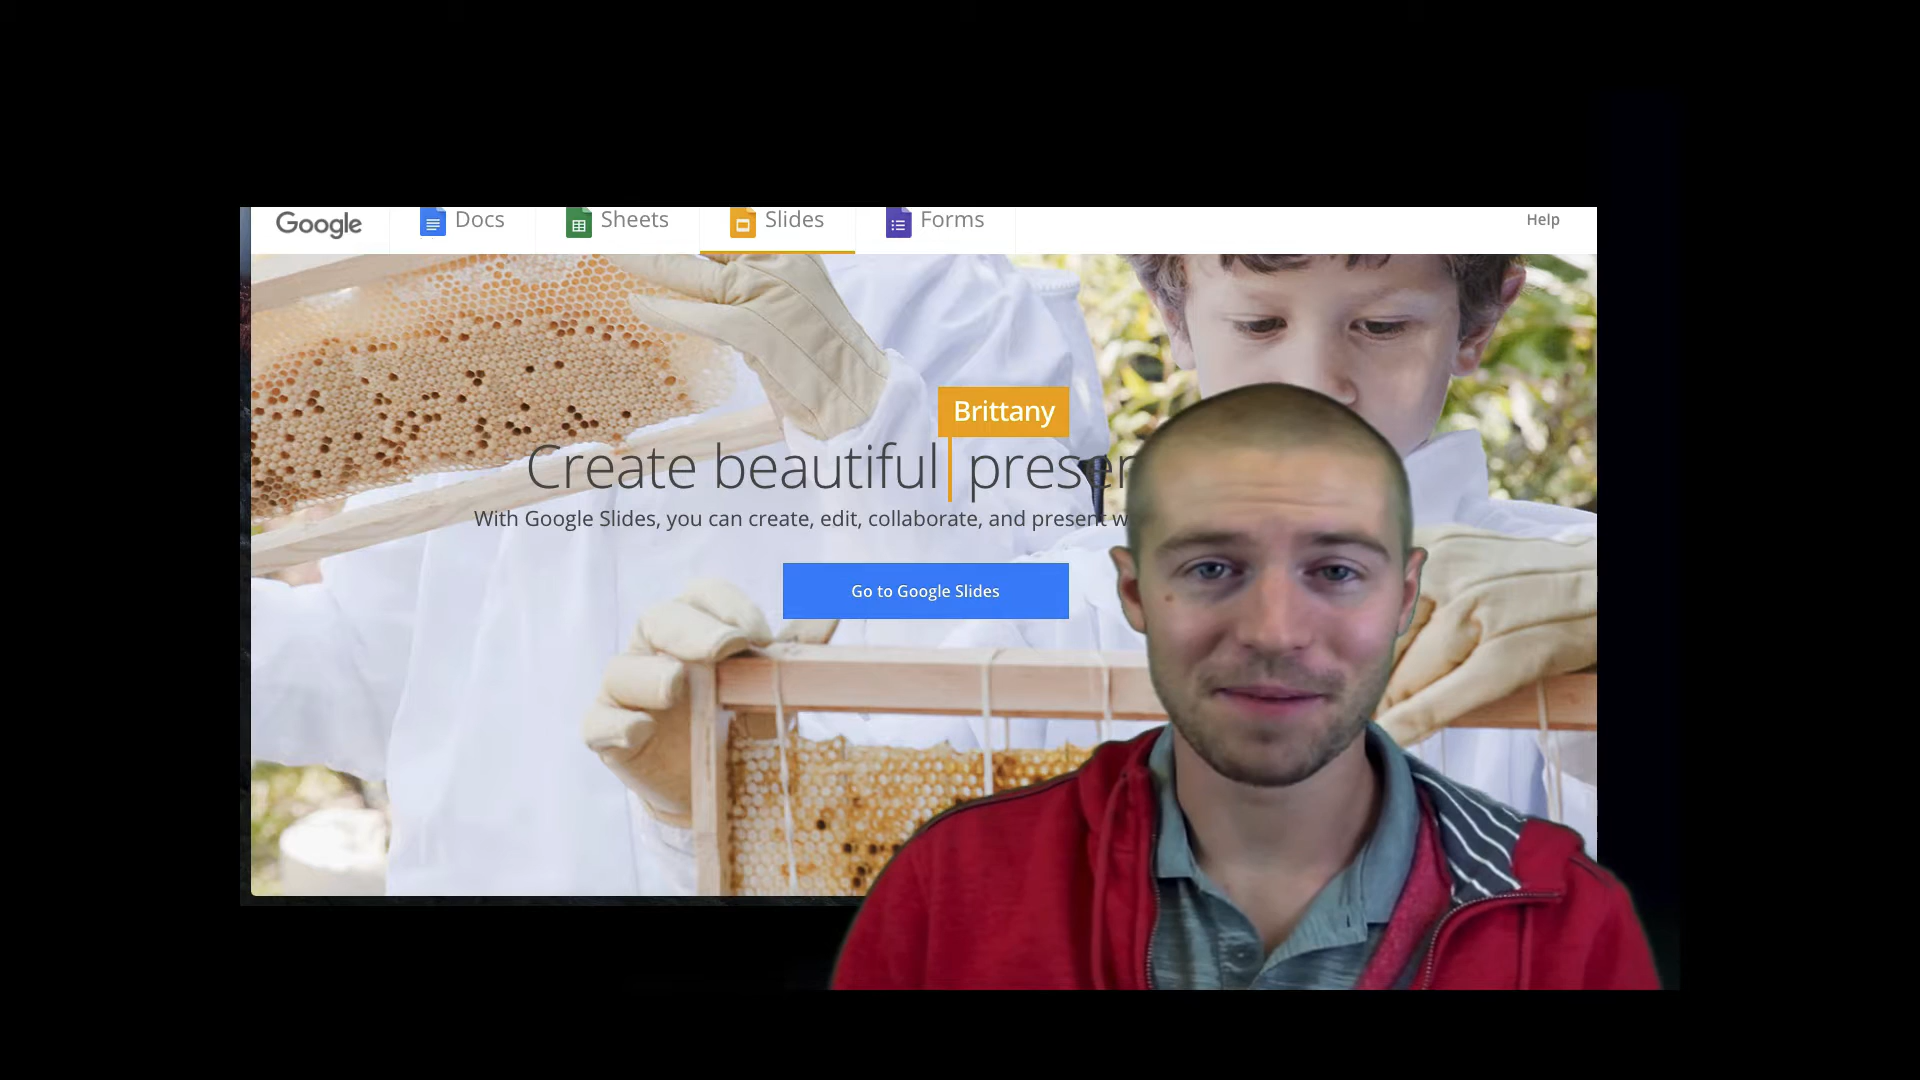 Google Docs Sheets Slides Forms Help
Brittany
Create beautiful presen
With Google Slides, you can create, edit, collaborate, and present w
Go to Google Slides